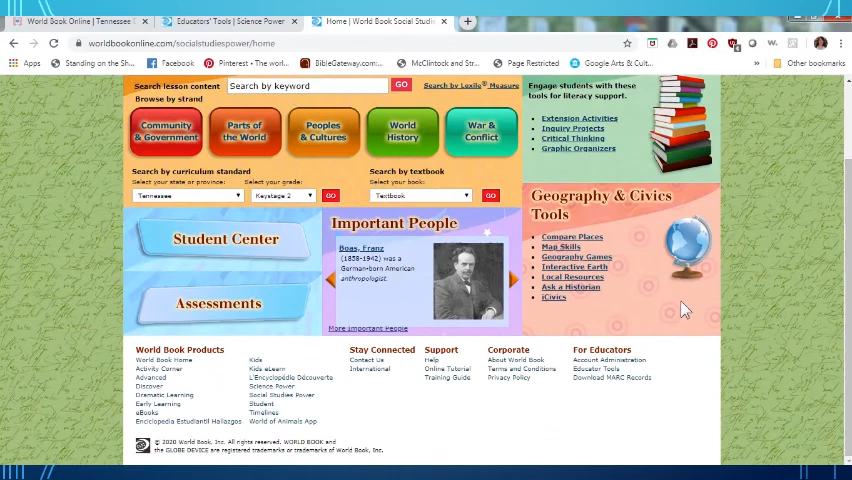 World Book Online | Tennessee E
Educators' Tools | Science Power
Home | World Book Social Studies
worldbookonline.com/socialstudiespower/home
Apps
Standing on the Sh...
Facebook
Pinterest • The worl...
BibleGateway.com:...
McClintock and Str...
Page Restricted
Google Arts & Cult...
Other bookmarks
Search lesson content
Search by keyword
GO
Search by Lexile® Measure
Browse by strand
Community & Government
Parts of the World
Peoples & Cultures
World History
War & Conflict
Search by curriculum standard
Select your state or province:
Select your grade:
Tennessee
Keystage 2
GO
Search by textbook
Select your book:
Textbook
GO
Engage students with these
tools for literacy support.
Extension Activities
Inquiry Projects
Critical Thinking
Graphic Organizers
Student Center
Assessments
Important People
Boas, Franz
(1858-1942) was a
German-born American
anthropologist.
More Important People
Geography & Civics
Tools
Compare Places
Map Skills
Geography Games
Interactive Earth
Local Resources
Ask a Historian
iCivics
World Book Products
World Book Home
Activity Corner
Advanced
Discover
Dramatic Learning
Early Learning
eBooks
Enciclopedia Estudiantil Hallazgos
Kids
Kids eLearn
L'Encyclopédie Découverte
Science Power
Social Studies Power
Student
Timelines
World of Animals App
Stay Connected
Contact Us
International
Support
Help
Online Tutorial
Training Guide
Corporate
About World Book
Terms and Conditions
Privacy Policy
For Educators
Account Administration
Educator Tools
Download MARC Records
© 2020 World Book, Inc. All rights reserved. WORLD BOOK and
the GLOBE DEVICE are registered trademarks or trademarks of World Book, Inc.